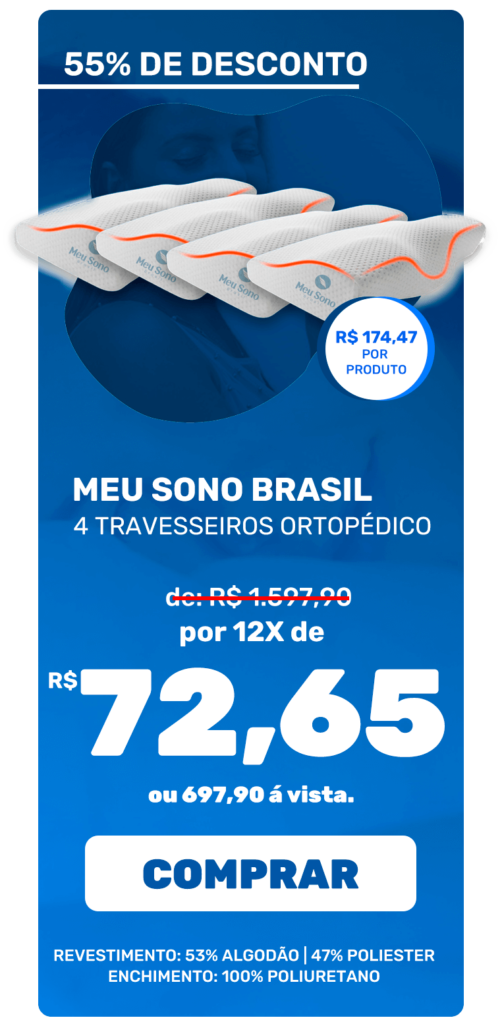 55% DE DESCONTO
Meu Sono
Meu Sono
Meu Sono
Meu Sono
R$ 174,47
POR
PRODUTO
MEU SONO BRASIL
4 TRAVESSEIROS ORTOPÉDICO
de: R$ 1.597,90
por 12X de
R$ 72,65
ou 697,90 á vista.
COMPRAR
REVESTIMENTO: 53% ALGODÃO | 47% POLIESTER
ENCHIMENTO: 100% POLIURETANO